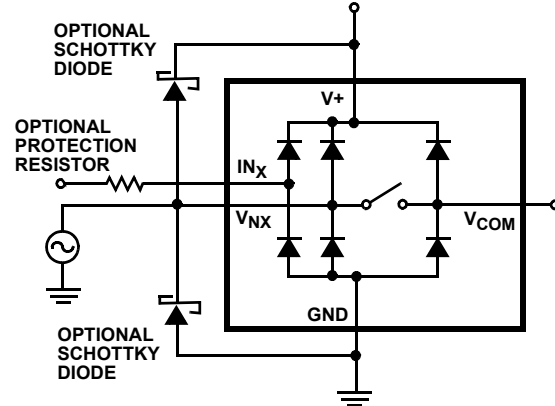 OPTIONAL
SCHOTTKY
DIODE
V+
OPTIONAL
PROTECTION
RESISTOR
INX
VNX
VCOM
GND
OPTIONAL
SCHOTTKY
DIODE